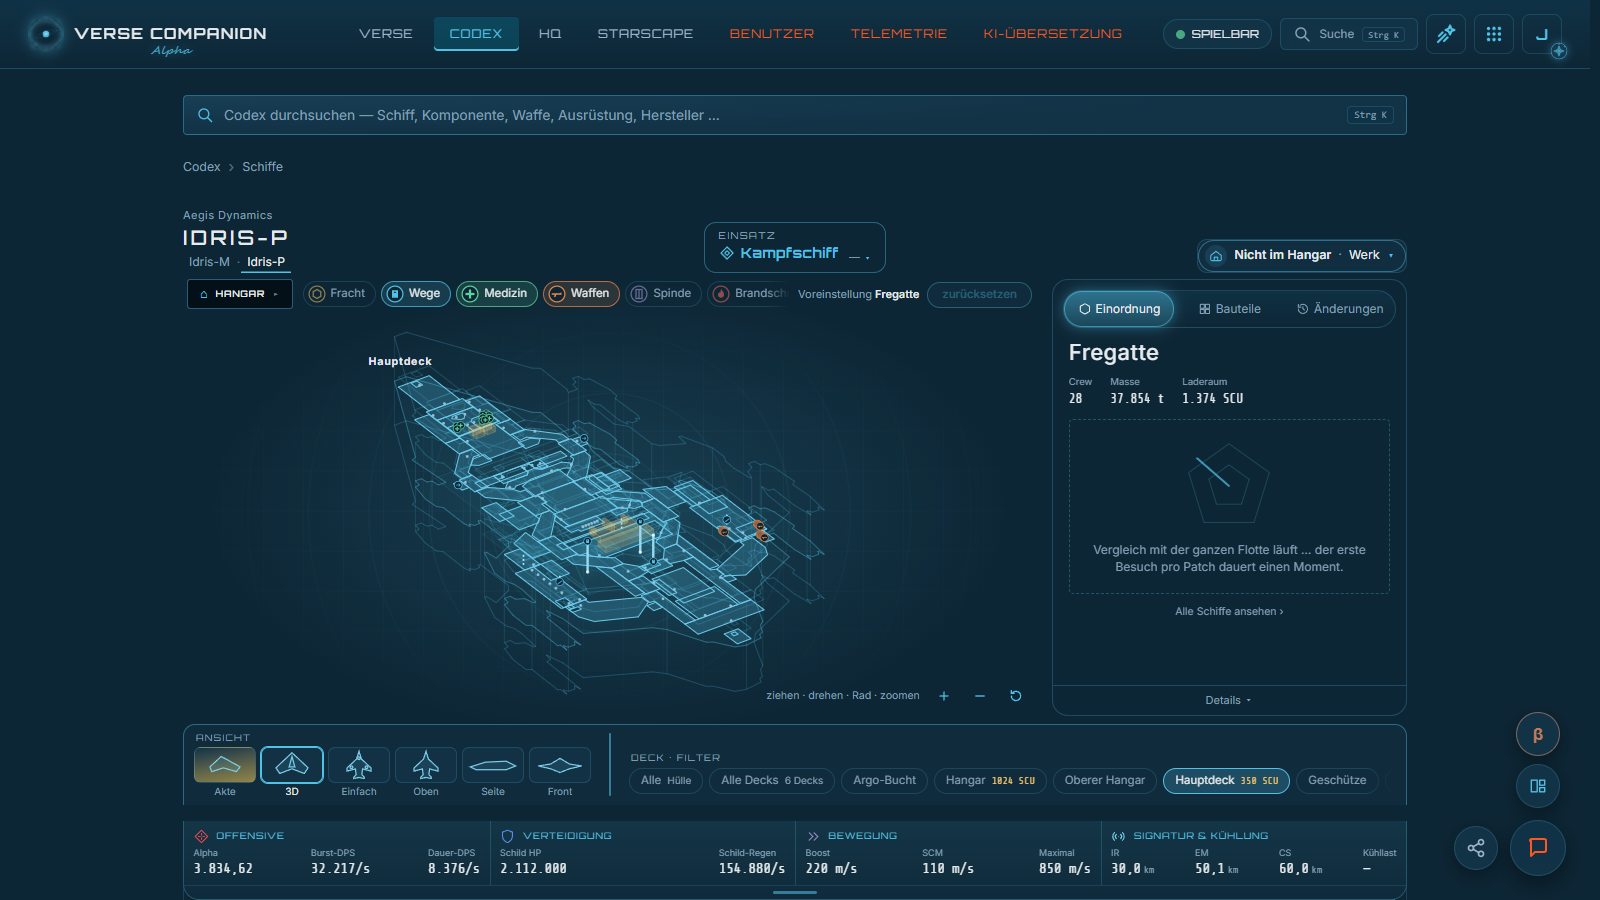 VERSE COMPANION
Alpha
VERSE
CODEX
HQ
STARSCAPE
BENUTZER
TELEMETRIE
KI-ÜBERSETZUNG
SPIELBAR
Suche Strg K
J
Codex durchsuchen — Schiff, Komponente, Waffe, Ausrüstung, Hersteller ...
Strg K
Codex › Schiffe
Aegis Dynamics
IDRIS-P
Idris-M · Idris-P
EINSATZ
Kampfschiff
Nicht im Hangar · Werk
HANGAR
Fracht
Wege
Medizin
Waffen
Spinde
Brandsch
Voreinstellung Fregatte
zurücksetzen
Hauptdeck
ziehen · drehen · Rad · zoomen
Einordnung
Bauteile
Änderungen
Fregatte
Crew Masse Laderaum
28 37.854 t 1.374 SCU
Vergleich mit der ganzen Flotte läuft ... der erste
Besuch pro Patch dauert einen Moment.
Alle Schiffe ansehen ›
Details
ANSICHT
Akte
3D
Einfach
Oben
Seite
Front
DECK · FILTER
Alle Hülle
Alle Decks 6 Decks
Argo-Bucht
Hangar 1024 SCU
Oberer Hangar
Hauptdeck 350 SCU
Geschütze
OFFENSIVE
Alpha Burst-DPS Dauer-DPS
3.834,62 32.217/s 8.376/s
VERTEIDIGUNG
Schild HP Schild-Regen
2.112.000 154.880/s
BEWEGUNG
Boost SCM Maximal
220 m/s 110 m/s 850 m/s
SIGNATUR & KÜHLUNG
IR EM CS Kühllast
30,0 km 50,1 km 60,0 km —
β